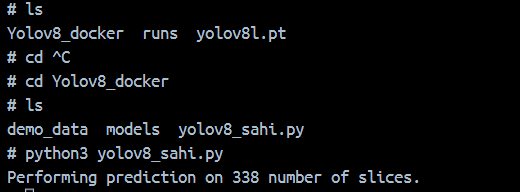 # ls
Yolov8_docker  runs  yolov8l.pt
# cd ^C
# cd Yolov8_docker
# ls
demo_data  models  yolov8_sahi.py
# python3 yolov8_sahi.py
Performing prediction on 338 number of slices.